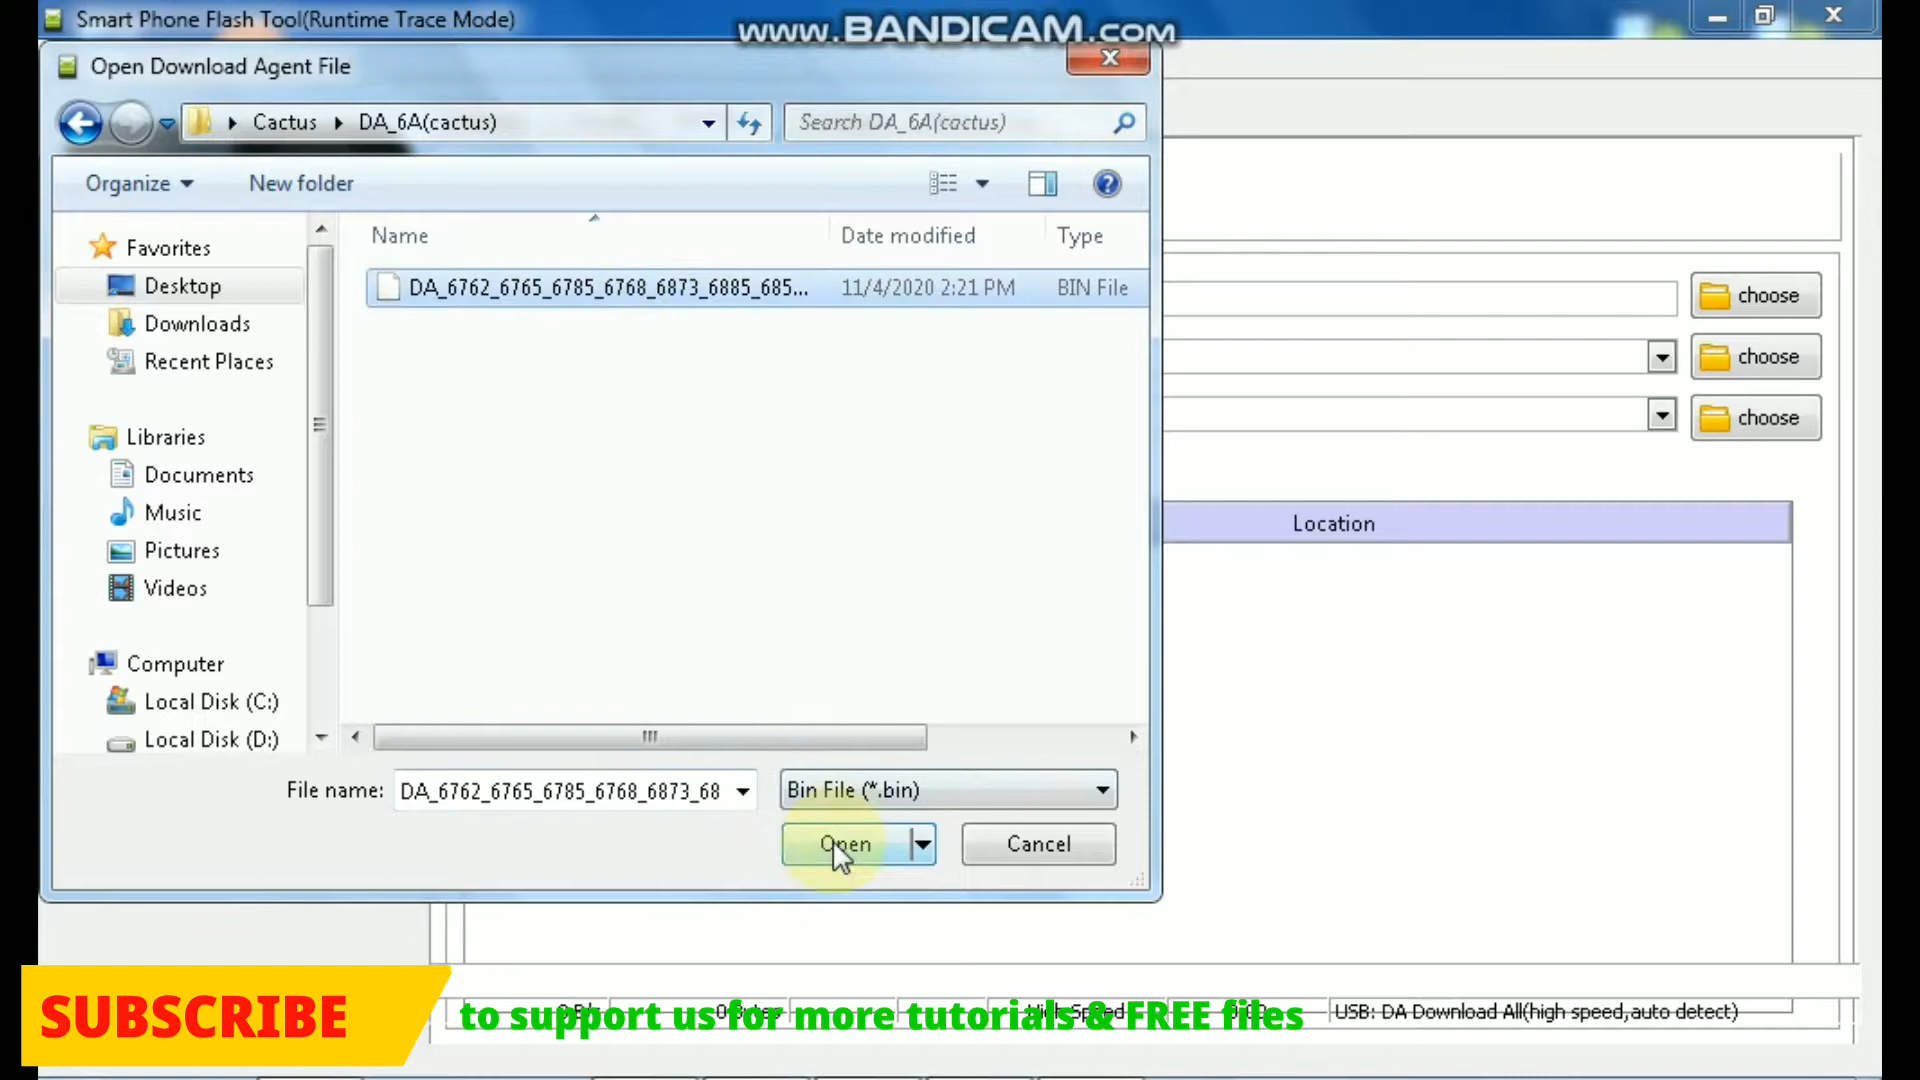 Smart Phone Flash Tool(Runtime Trace Mode)
www.BANDICAM.com
Open Download Agent File
Cactus DA_6A(cactus)
Search DA_6A(cactus)
Organize New folder
Name Date modified Type
DA_6762_6765_6785_6768_6873_6885_685... 11/4/2020 2:21 PM BIN File
Favorites
Desktop
Downloads
Recent Places
Libraries
Documents
Music
Pictures
Videos
Computer
Local Disk (C:)
Local Disk (D:)
choose
choose
choose
Location
File name: DA_6762_6765_6785_6768_6873_68 Bin File (*.bin)
Open Cancel
SUBSCRIBE to support us for more tutorials & FREE files
USB: DA Download All(high speed,auto detect)